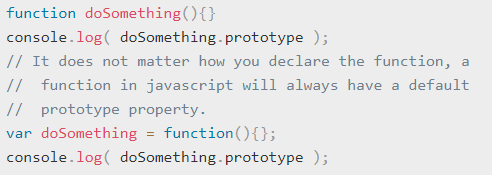 function doSomething(){}
console.log( doSomething.prototype );
// It does not matter how you declare the function, a
//  function in javascript will always have a default
//  prototype property.
var doSomething = function(){};
console.log( doSomething.prototype );